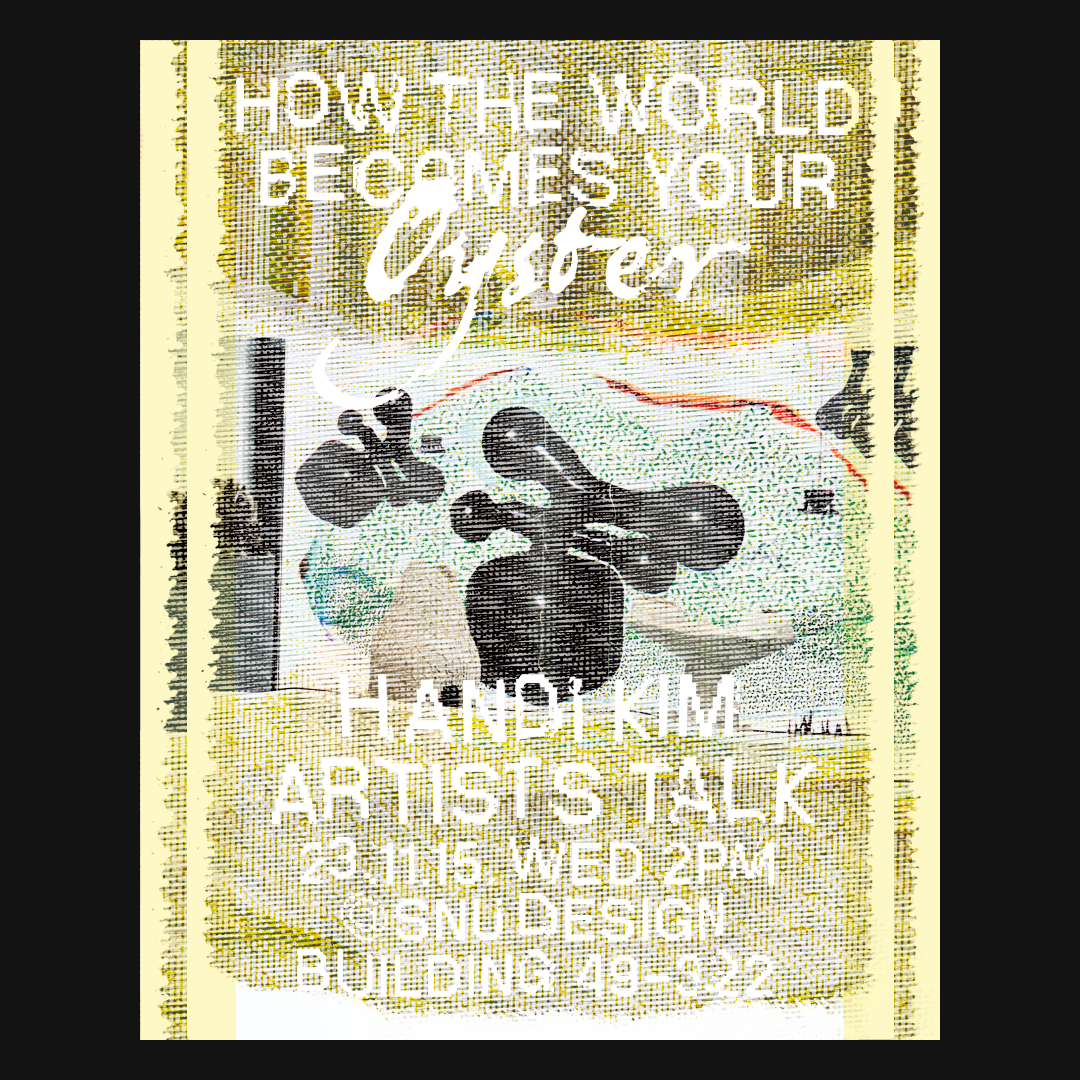 HOW THE WORLD
BECOMES YOUR
Oyster
HANDi KIM
ARTISTS TALK
23.11.15. WED 2PM
@SNU DESIGN
BUILDING 49-322